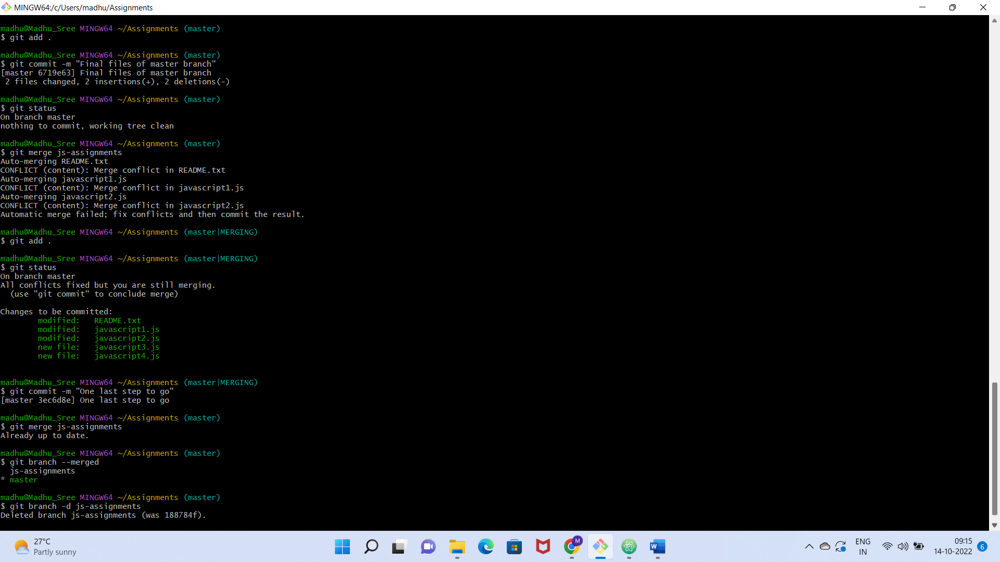 MINGW64:/c/Users/madhu/Assignments
madhu@Madhu_Sree MINGW64 ~/Assignments (master)
$ git add .
madhu@Madhu_Sree MINGW64 ~/Assignments (master)
$ git commit -m "Final files of master branch"
[master 6719e63] Final files of master branch
 2 files changed, 2 insertions(+), 2 deletions(-)
madhu@Madhu_Sree MINGW64 ~/Assignments (master)
$ git status
On branch master
nothing to commit, working tree clean
madhu@Madhu_Sree MINGW64 ~/Assignments (master)
$ git merge js-assignments
Auto-merging README.txt
CONFLICT (content): Merge conflict in README.txt
Auto-merging javascript1.js
CONFLICT (content): Merge conflict in javascript1.js
Auto-merging javascript2.js
CONFLICT (content): Merge conflict in javascript2.js
Automatic merge failed; fix conflicts and then commit the result.
madhu@Madhu_Sree MINGW64 ~/Assignments (master|MERGING)
$ git add .
madhu@Madhu_Sree MINGW64 ~/Assignments (master|MERGING)
$ git status
On branch master
All conflicts fixed but you are still merging.
  (use "git commit" to conclude merge)
Changes to be committed:
        modified:   README.txt
        modified:   javascript1.js
        modified:   javascript2.js
        new file:   javascript3.js
        new file:   javascript4.js
madhu@Madhu_Sree MINGW64 ~/Assignments (master|MERGING)
$ git commit -m "One last step to go"
[master 3ec6d8e] One last step to go
madhu@Madhu_Sree MINGW64 ~/Assignments (master)
$ git merge js-assignments
Already up to date.
madhu@Madhu_Sree MINGW64 ~/Assignments (master)
$ git branch --merged
  js-assignments
* master
madhu@Madhu_Sree MINGW64 ~/Assignments (master)
$ git branch -d js-assignments
Deleted branch js-assignments (was 188784f).
27°C
Partly sunny
M
W
ENG
IN
09:15
14-10-2022
6